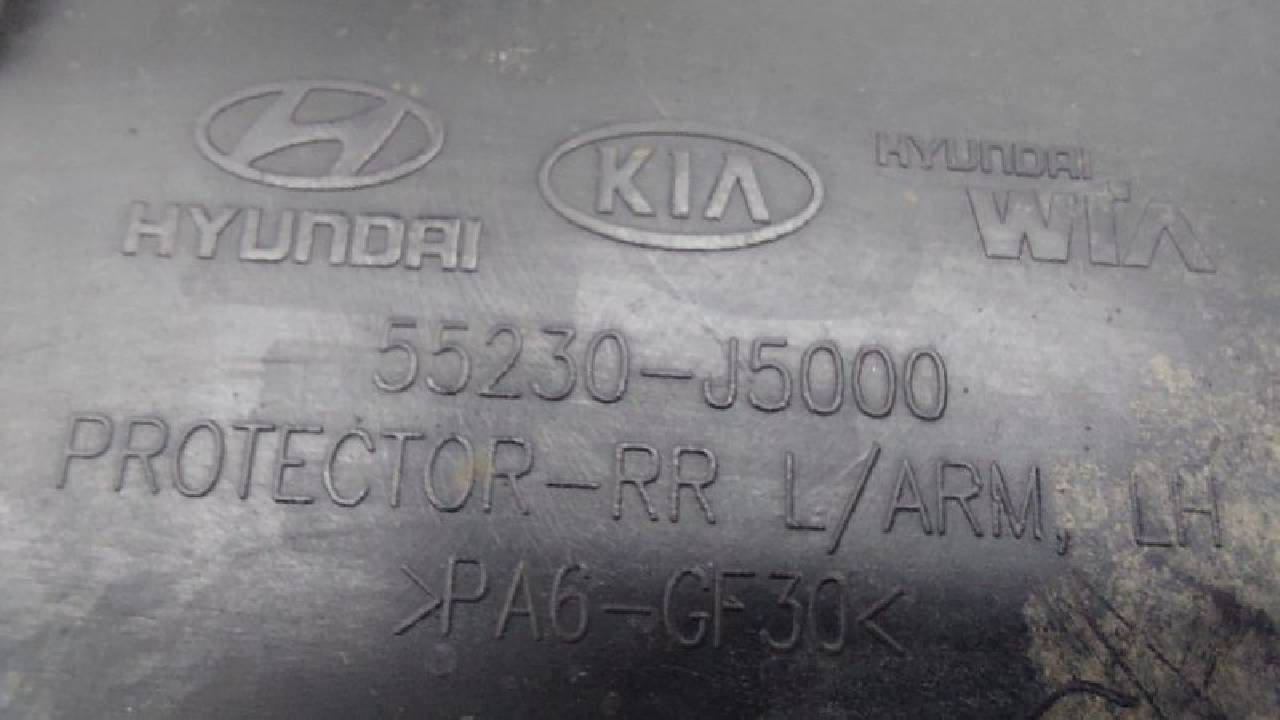 HYUNDAI
KIA
HYUNDAI
WIA
55230-J5000
PROTECTOR-RR L/ARM, LH
>PA6-GF30<